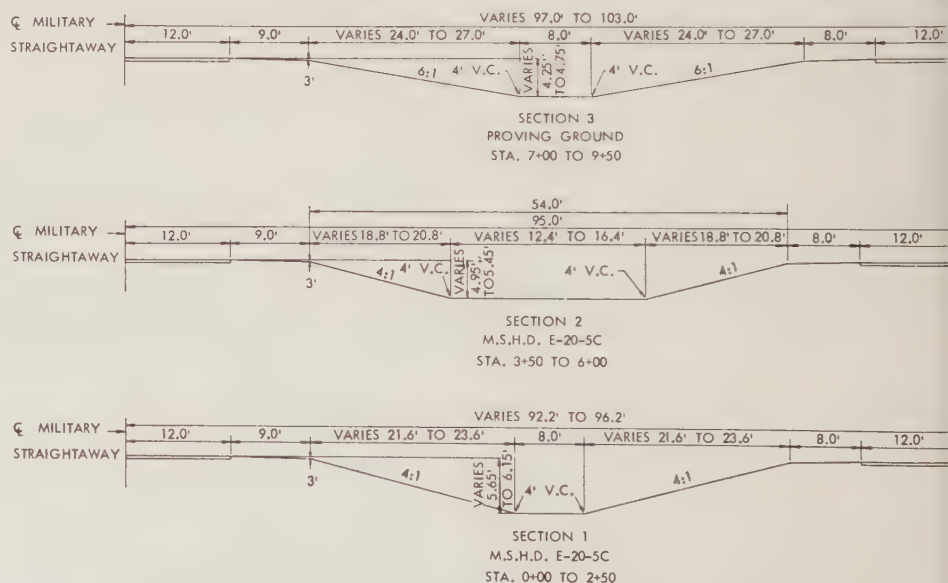 VARIES 97.0' TO 103.0'
℄ MILITARY
STRAIGHTAWAY
12.0' 9.0' VARIES 24.0' TO 27.0' 8.0' VARIES 24.0' TO 27.0' 8.0' 12.0'
3' 6:1 4' V.C. VARIES 4.25' TO 4.75' 4' V.C. 6:1
SECTION 3
PROVING GROUND
STA. 7+00 TO 9+50
54.0'
95.0'
℄ MILITARY
STRAIGHTAWAY
12.0' 9.0' VARIES 18.8' TO 20.8' VARIES 12.4' TO 16.4' VARIES 18.8' TO 20.8' 8.0' 12.0'
3' 4:1 4' V.C. VARIES 4.95' TO 5.45' 4' V.C. 4:1
SECTION 2
M.S.H.D. E-20-5C
STA. 3+50 TO 6+00
VARIES 92.2' TO 96.2'
℄ MILITARY
STRAIGHTAWAY
12.0' 9.0' VARIES 21.6' TO 23.6' 8.0' VARIES 21.6' TO 23.6' 8.0' 12.0'
3' 4:1 VARIES 5.65' TO 6.15' 4' V.C. 4:1
SECTION 1
M.S.H.D. E-20-5C
STA. 0+00 TO 2+50